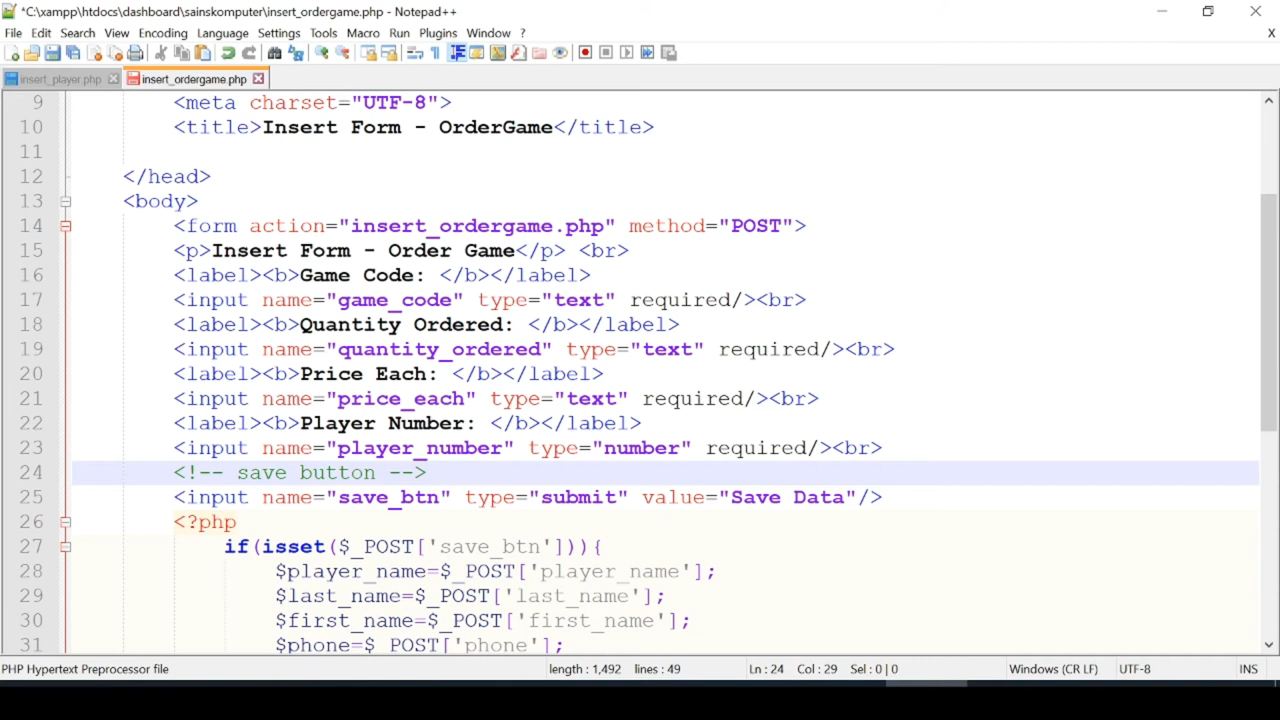 *C:\xampp\htdocs\dashboard\sainskomputer\insert_ordergame.php - Notepad++
File Edit Search View Encoding Language Settings Tools Macro Run Plugins Window ? X
insert_player.php insert_ordergame.php
9 <meta charset="UTF-8">
10 <title>Insert Form - OrderGame</title>
11
12 </head>
13 <body>
14 <form action="insert_ordergame.php" method="POST">
15 <p>Insert Form - Order Game</p> <br>
16 <label><b>Game Code: </b></label>
17 <input name="game_code" type="text" required/><br>
18 <label><b>Quantity Ordered: </b></label>
19 <input name="quantity_ordered" type="text" required/><br>
20 <label><b>Price Each: </b></label>
21 <input name="price_each" type="text" required/><br>
22 <label><b>Player Number: </b></label>
23 <input name="player_number" type="number" required/><br>
24 <!-- save button -->
25 <input name="save_btn" type="submit" value="Save Data"/>
26 <?php
27 if(isset($_POST['save_btn'])){
28 $player_name=$_POST['player_name'];
29 $last_name=$_POST['last_name'];
30 $first_name=$_POST['first_name'];
31 $phone=$_POST['phone'];
PHP Hypertext Preprocessor file length : 1,492 lines : 49 Ln : 24 Col : 29 Sel : 0 | 0 Windows (CR LF) UTF-8 INS